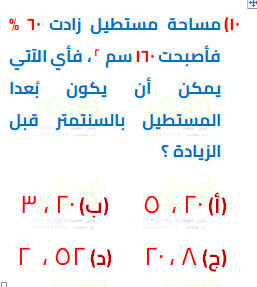 ١٠) مساحة مستطيل زادت ٦٠ %
فأصبحت ١٦٠ سم ٢ ، فأي الآتي
يمكن أن يكون بُعدا
المستطيل بالسنتمتر قبل
الزيادة ؟
(أ) ٢٠ ، ٥ (ب) ٢٠ ، ٣
(ج) ٨ ، ٢٠ (د) ٥٢ ، ٢